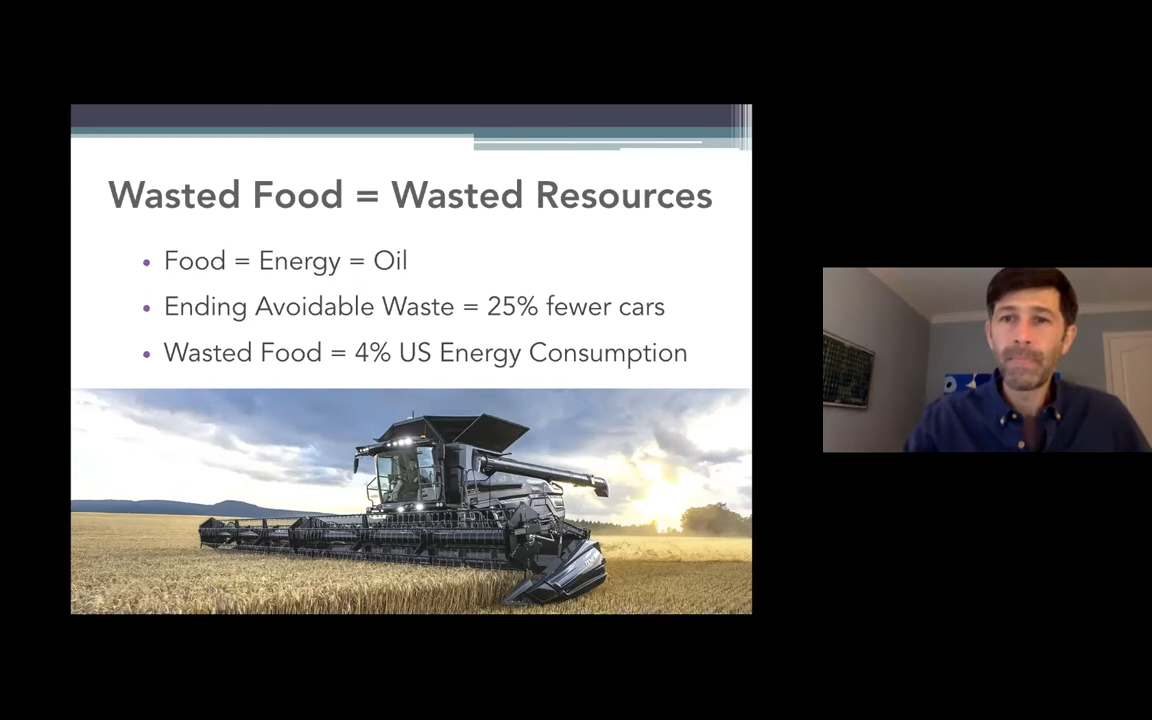 Wasted Food = Wasted Resources
• Food = Energy = Oil
• Ending Avoidable Waste = 25% fewer cars
• Wasted Food = 4% US Energy Consumption